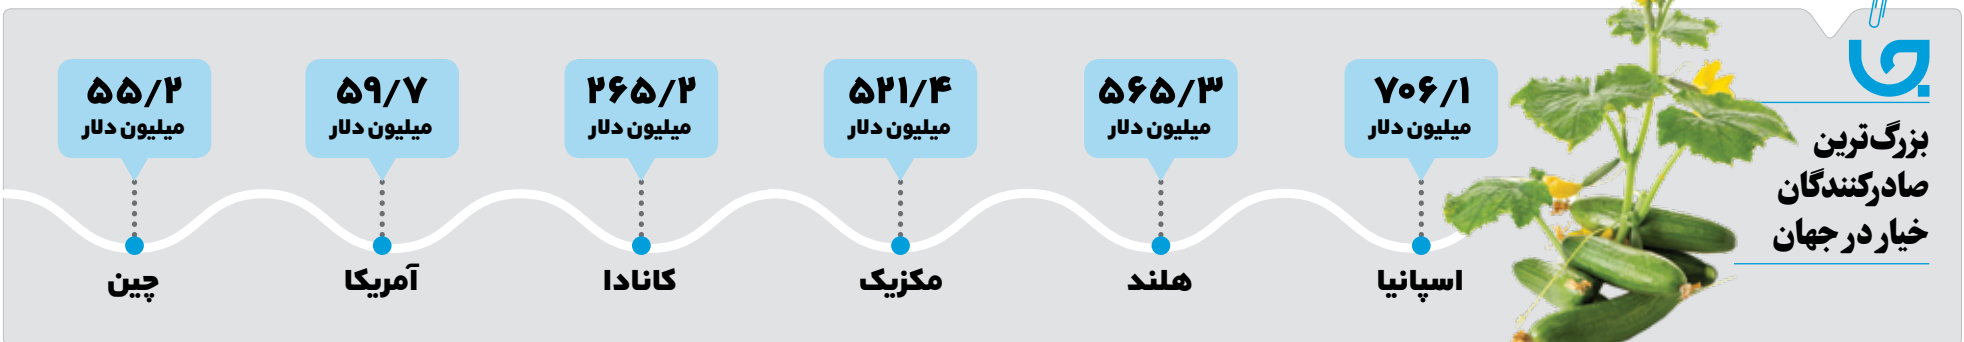 بزرگ‌ترین
صادرکنندگان
خیار در جهان
۷۰۶/۱
میلیون دلار
اسپانیا
۵۶۵/۳
میلیون دلار
هلند
۵۲۱/۴
میلیون دلار
مکزیک
۲۶۵/۲
میلیون دلار
کانادا
۵۹/۷
میلیون دلار
آمریکا
۵۵/۲
میلیون دلار
چین